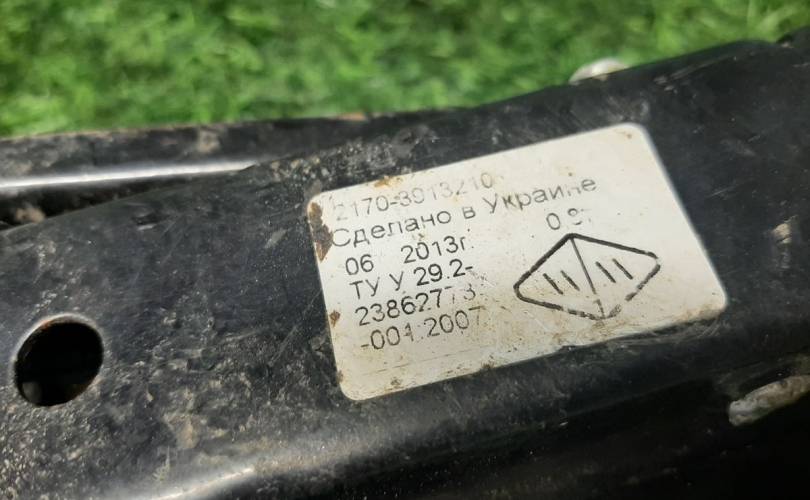 2170-3913210
Сделано в Украине
06 2013г.
ТУ У 29.2-
23862773
-001:2007